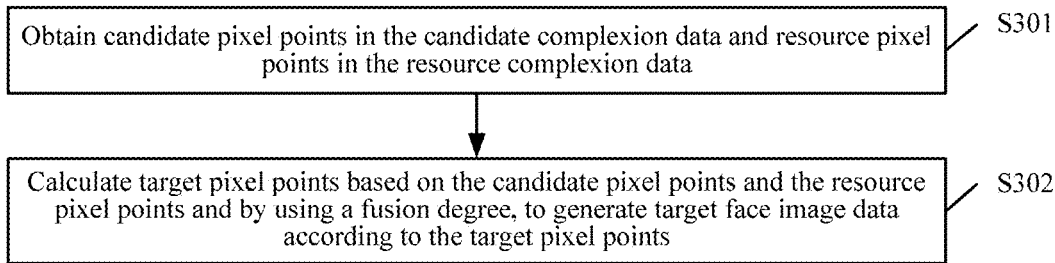 Obtain candidate pixel points in the candidate complexion data and resource pixel
points in the resource complexion data
S301
Calculate target pixel points based on the candidate pixel points and the resource
pixel points and by using a fusion degree, to generate target face image data
according to the target pixel points
S302